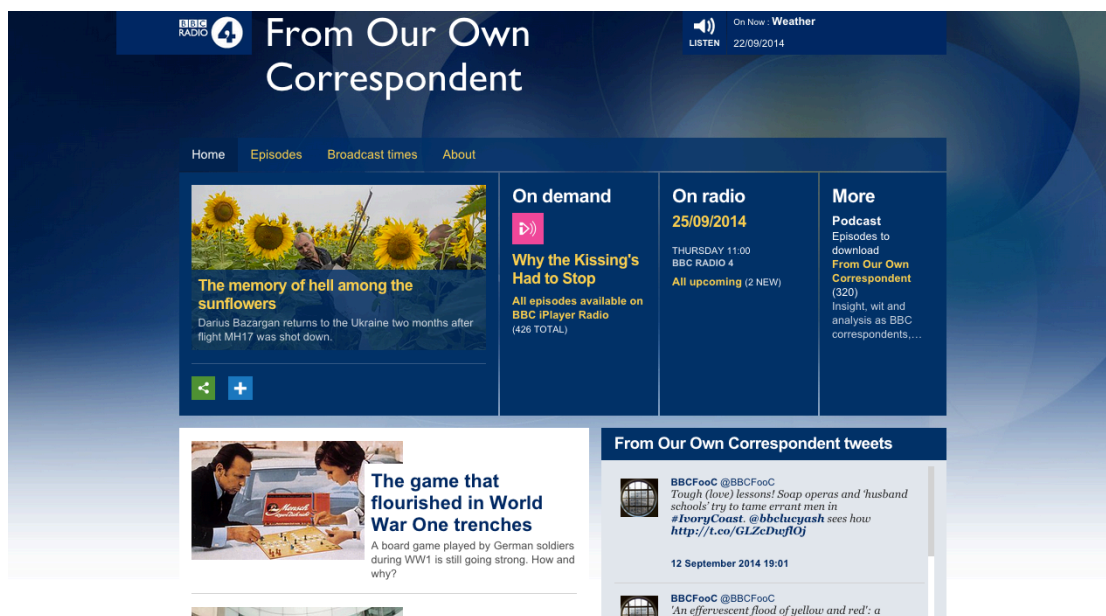 BBC
RADIO 4
From Our Own
Correspondent
LISTEN
On Now : Weather
22/09/2014
Home
Episodes
Broadcast times
About
The memory of hell among the
sunflowers
Darius Bazargan returns to the Ukraine two months after
flight MH17 was shot down.
On demand
Why the Kissing's
Had to Stop
All episodes available on
BBC iPlayer Radio
(426 TOTAL)
On radio
25/09/2014
THURSDAY 11:00
BBC RADIO 4
All upcoming (2 NEW)
More
Podcast
Episodes to
download
From Our Own
Correspondent
(320)
Insight, wit and
analysis as BBC
correspondents,…
Mensch
The game that
flourished in World
War One trenches
A board game played by German soldiers
during WW1 is still going strong. How and
why?
From Our Own Correspondent tweets
BBCFooC @BBCFooC
Tough (love) lessons! Soap operas and 'husband
schools' try to tame errant men in
#IvoryCoast. @bbclucyash sees how
http://t.co/GLZcDwflOj
12 September 2014 19:01
BBCFooC @BBCFooC
'An effervescent flood of yellow and red': a